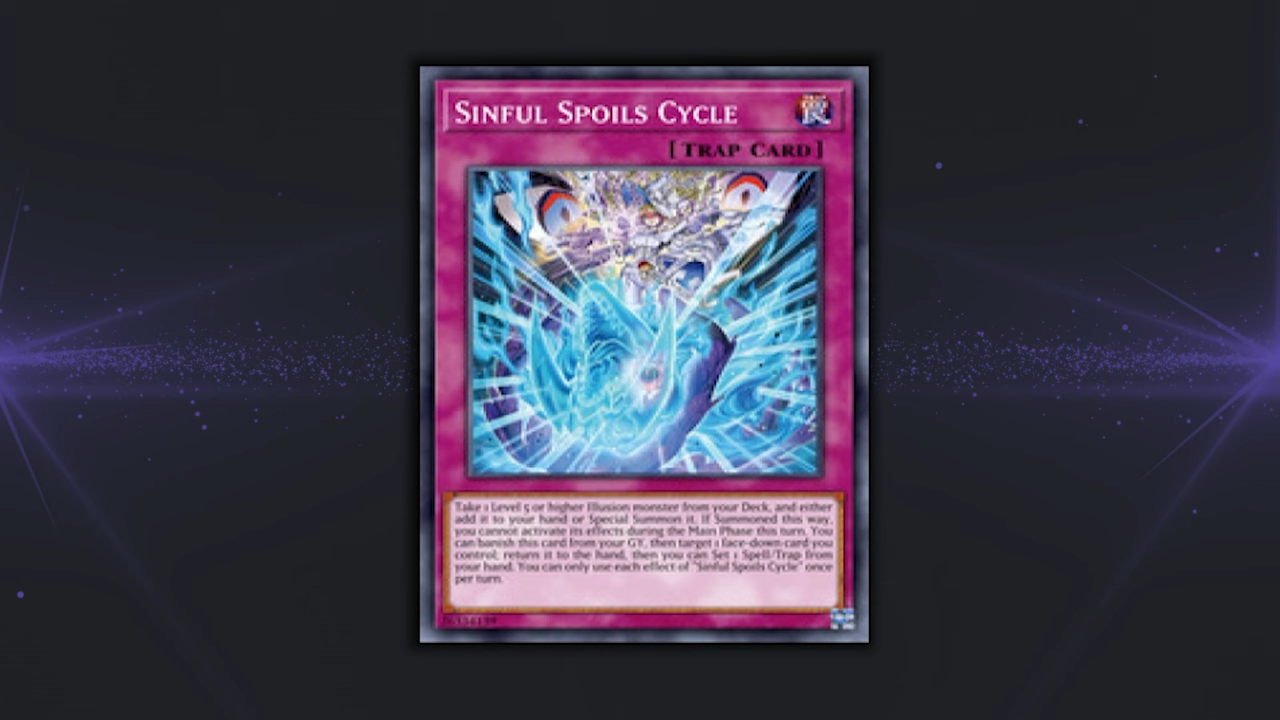 SINFUL SPOILS CYCLE
[ TRAP CARD ]
Take 1 Level 5 or higher Illusion monster from your Deck, and either
add it to your hand or Special Summon it. If Summoned this way,
you cannot activate its effects during the Main Phase this turn. You
can banish this card from your GY, then target 1 face-down card you
control; return it to the hand, then you can Set 1 Spell/Trap from
your hand. You can only use each effect of "Sinful Spoils Cycle" once
per turn.